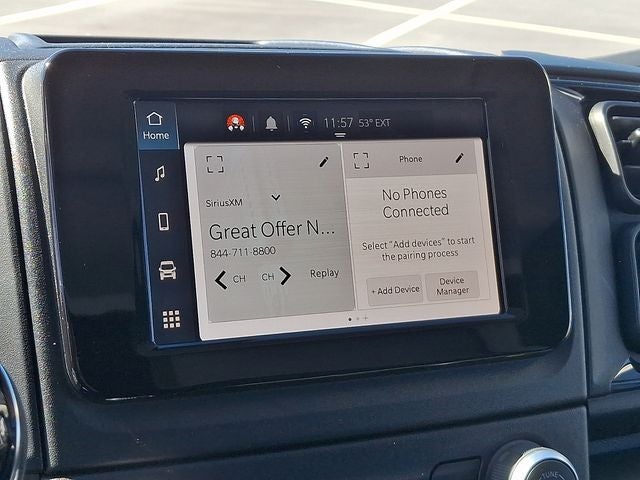 Home
11:57 53° EXT
SiriusXM
Great Offer N...
844-711-8800
CH CH Replay
Phone
No Phones
Connected
Select "Add devices" to start
the pairing process
+ Add Device
Device
Manager
TUNE